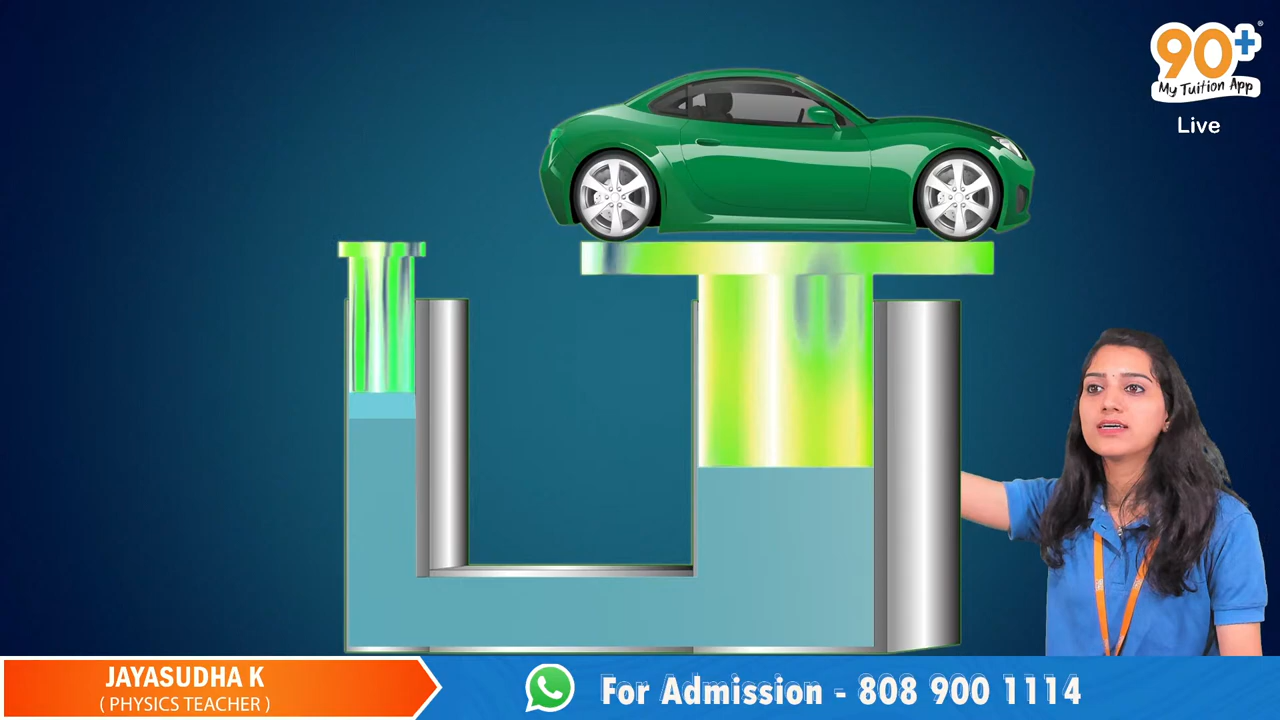 90+
My Tuition App
Live
JAYASUDHA K
( PHYSICS TEACHER )
For Admission - 808 900 1114